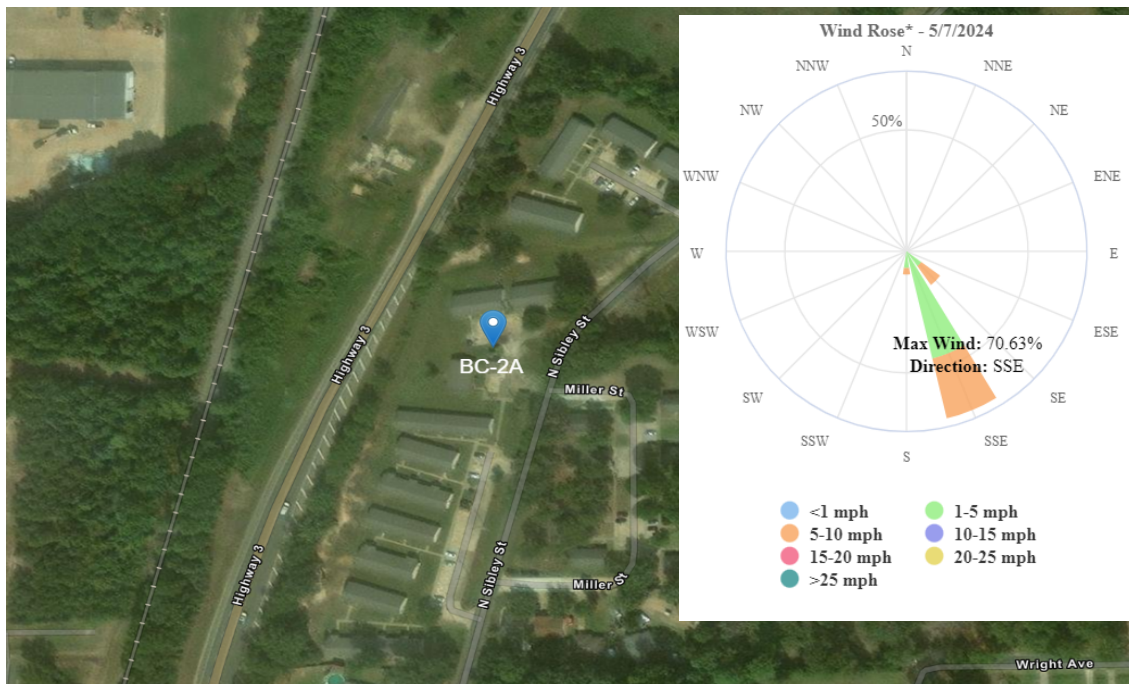 Wind Rose* - 5/7/2024
N
NNW
NNE
NW
NE
50%
WNW
ENE
W
E
WSW
ESE
Max Wind: 70.63%
Direction: SSE
SW
SE
SSW
SSE
S
<1 mph
1-5 mph
5-10 mph
10-15 mph
15-20 mph
20-25 mph
>25 mph
Highway 3
Highway 3
Highway 3
BC-2A
N Sibley St
Miller St
N Sibley St
Miller St
Wright Ave